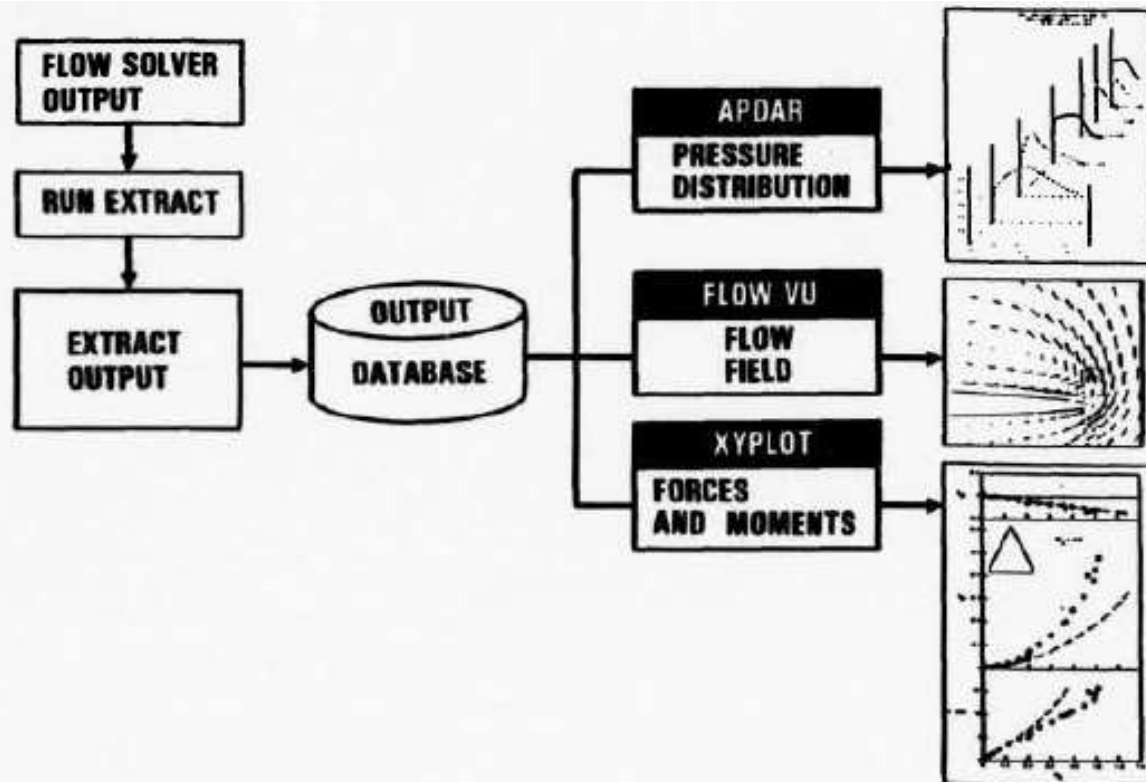 FLOW SOLVER
OUTPUT
RUN EXTRACT
EXTRACT
OUTPUT
OUTPUT
DATABASE
APDAR
PRESSURE
DISTRIBUTION
FLOW VU
FLOW
FIELD
XYPLOT
FORCES
AND MOMENTS